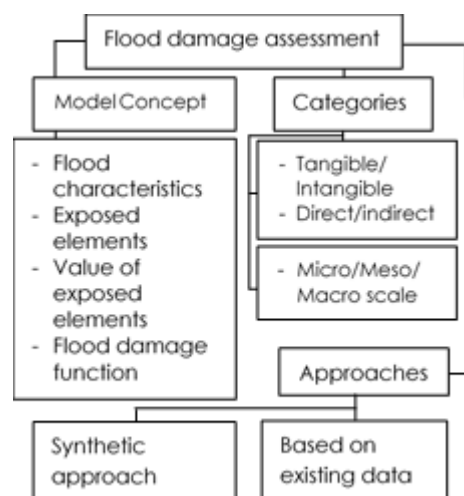 Flood damage assessment
Model Concept
Categories
- Flood
characteristics
- Exposed
elements
- Value of
exposed
elements
- Flood damage
function
- Tangible/
Intangible
- Direct/indirect
- Micro/Meso/
Macro scale
Approaches
Synthetic
approach
Based on
existing data